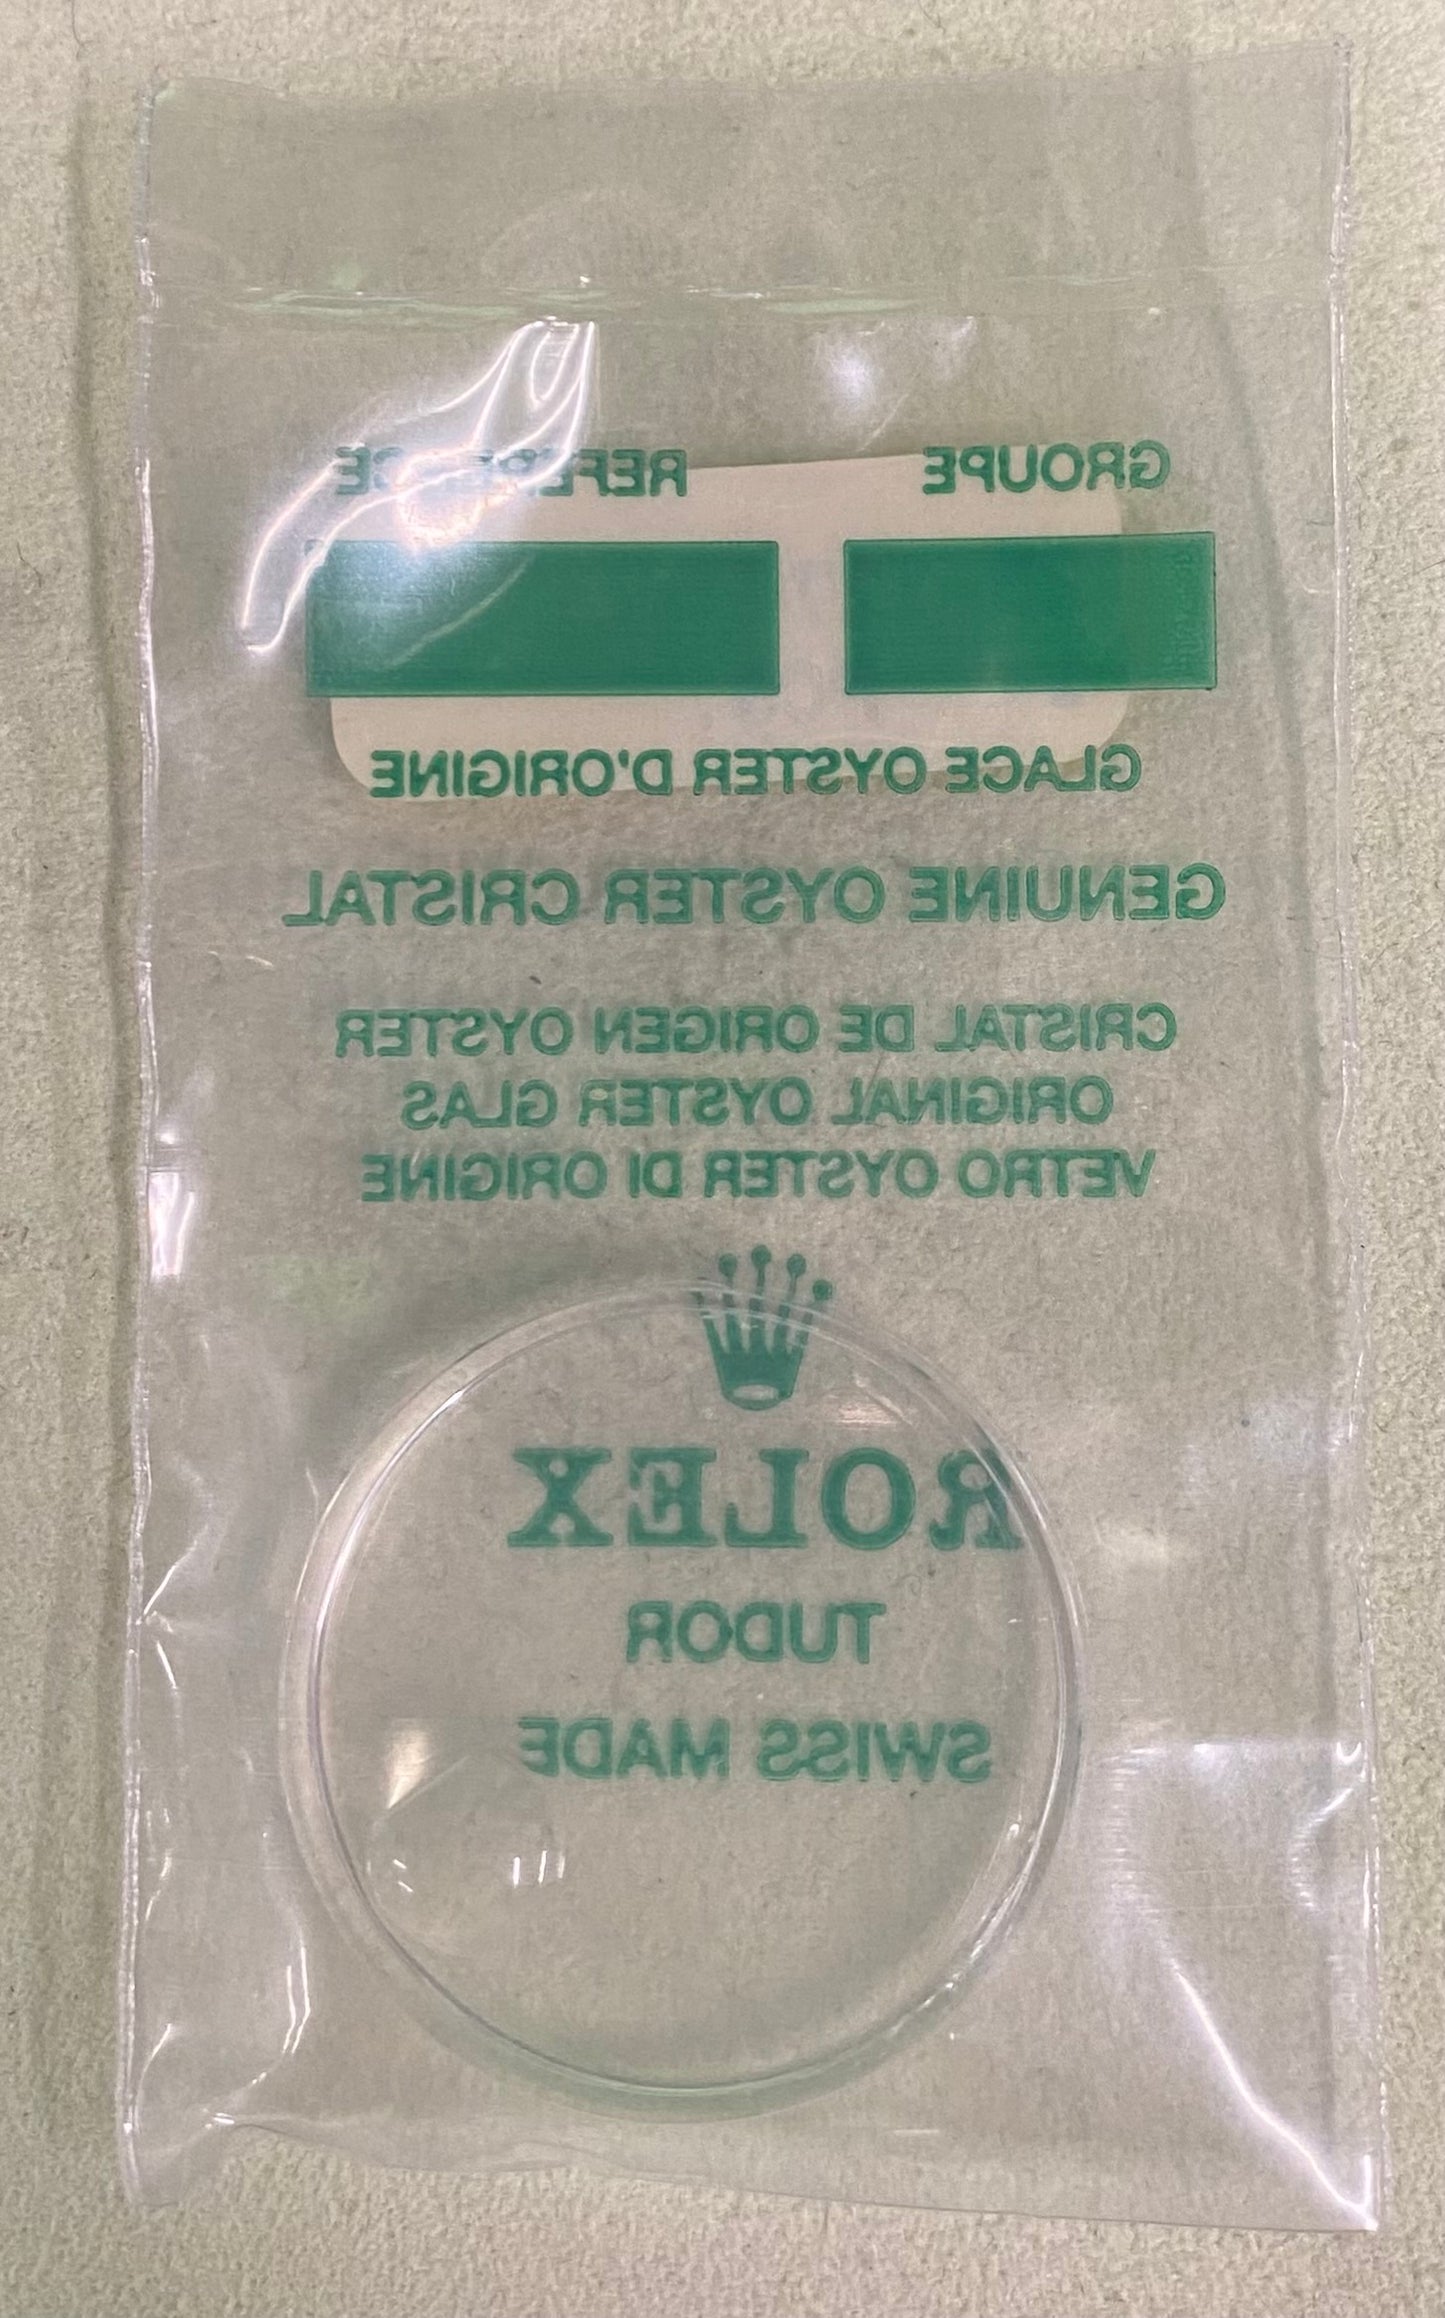 GROUPE REFERENCE
GLACE OYSTER D'ORIGINE
GENUINE OYSTER CRISTAL
CRISTAL DE ORIGEN OYSTER
ORIGINAL OYSTER GLAS
VETRO OYSTER DI ORIGINE
ROLEX
TUDOR
SWISS MADE